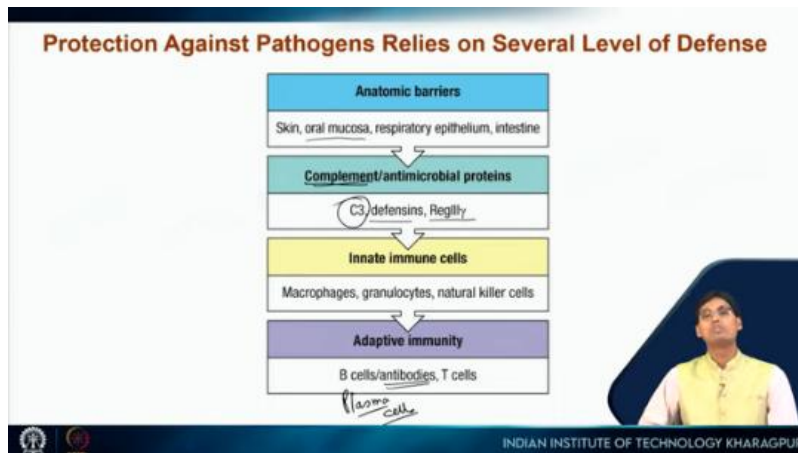 Protection Against Pathogens Relies on Several Level of Defense
Anatomic barriers
Skin, oral mucosa, respiratory epithelium, intestine
Complement/antimicrobial proteins
C3, defensins, RegIIIγ
Innate immune cells
Macrophages, granulocytes, natural killer cells
Adaptive immunity
B cells/antibodies, T cells
Plasma
cells
INDIAN INSTITUTE OF TECHNOLOGY KHARAGPUR